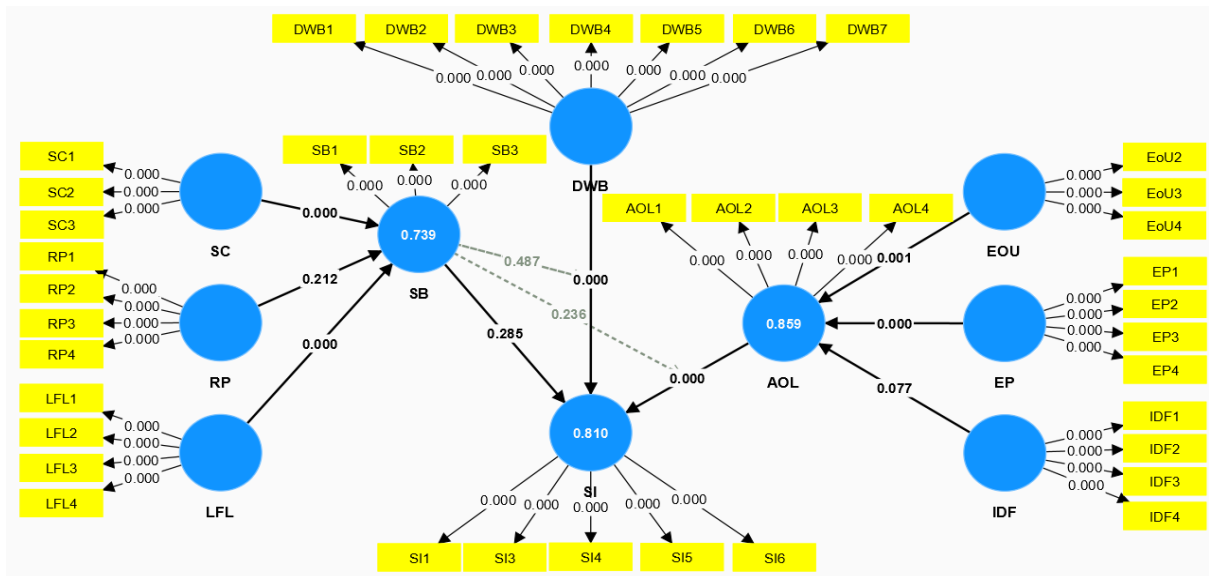 DWB1 DWB2 DWB3 DWB4 DWB5 DWB6 DWB7
0.000 0.000 0.000 0.000 0.000 0.000 0.000
DWB
SC1
SC2
SC3
0.000
0.000
0.000
SC
0.000
RP1
RP2
RP3
RP4
0.000
0.000
0.000
0.000
RP
0.212
LFL1
LFL2
LFL3
LFL4
0.000
0.000
0.000
0.000
LFL
0.000
SB1 SB2 SB3
0.000 0.000 0.000
0.739
SB
0.487
0.236
0.285
0.000
AOL1 AOL2 AOL3 AOL4
0.000 0.000 0.000 0.000
0.859
AOL
0.000
EoU2
EoU3
EoU4
0.000
0.000
0.000
EOU
0.001
EP1
EP2
EP3
EP4
0.000
0.000
0.000
0.000
EP
0.000
IDF1
IDF2
IDF3
IDF4
0.000
0.000
0.000
0.000
IDF
0.077
0.810
SI
0.000 0.000 0.000 0.000 0.000
SI1 SI3 SI4 SI5 SI6